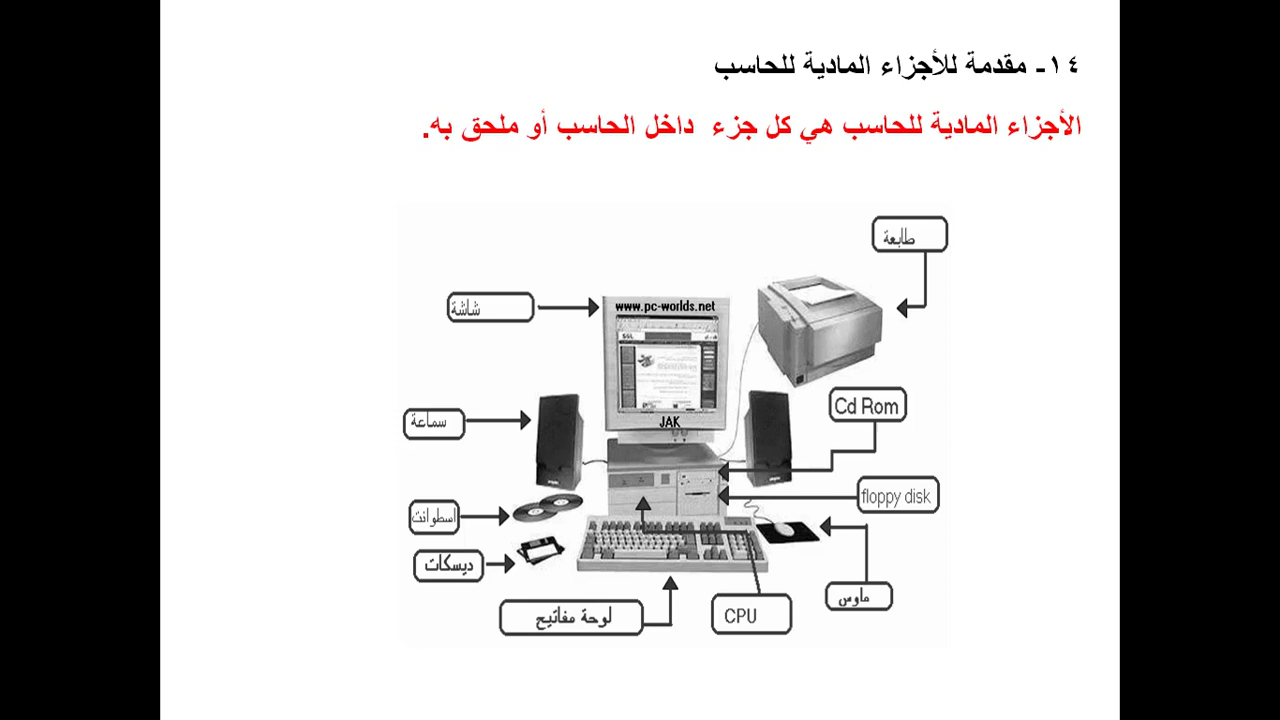 ١٤- مقدمة للأجزاء المادية للحاسب
الأجزاء المادية للحاسب هي كل جزء داخل الحاسب أو ملحق به.
طابعة
شاشة
www.pc-worlds.net
JAK
Cd Rom
سماعة
floppy disk
اسطوانت
ديسكات
ماوس
لوحة مفاتيح
CPU